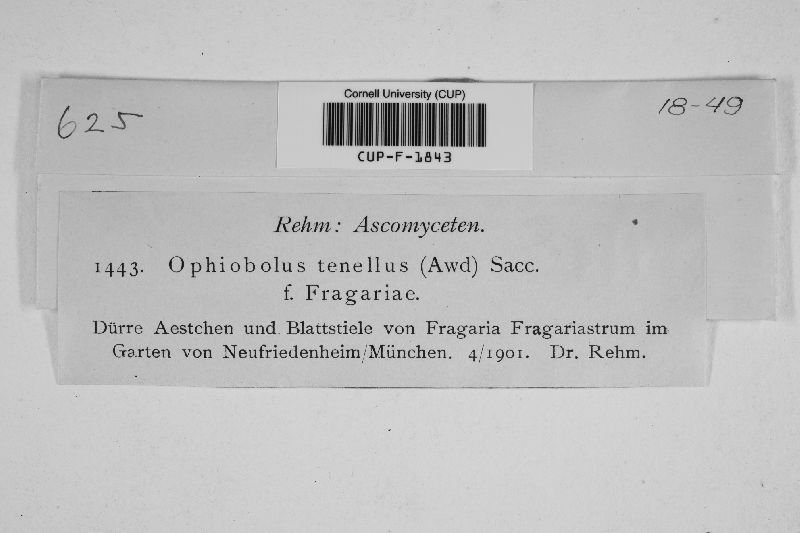 625
Cornell University (CUP)
CUP-F-1843
18-49
Rehm: Ascomyceten.
1443. Ophiobolus tenellus (Awd) Sacc.
f. Fragariae.
Dürre Aestchen und Blattstiele von Fragaria Fragariastrum im
Garten von Neufriedenheim/München. 4/1901. Dr. Rehm.